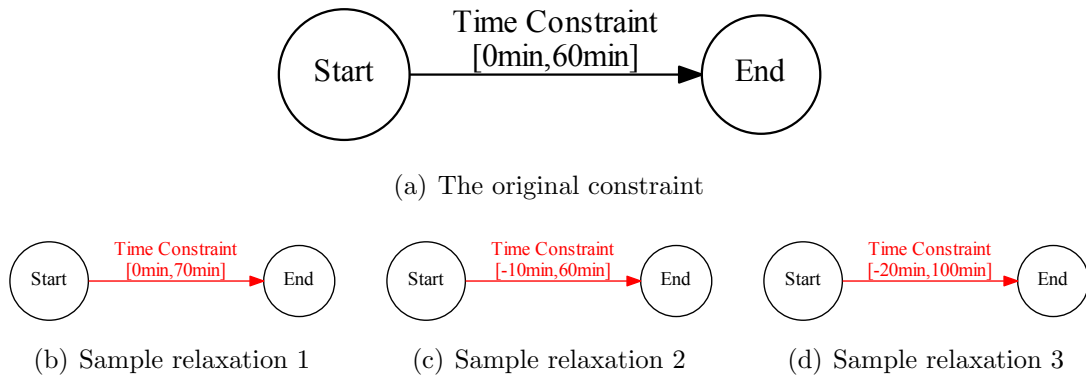 Time Constraint
[0min,60min]
Start
End
(a) The original constraint
Time Constraint
[0min,70min]
Start
End
Time Constraint
[-10min,60min]
Start
End
Time Constraint
[-20min,100min]
Start
End
(b) Sample relaxation 1
(c) Sample relaxation 2
(d) Sample relaxation 3